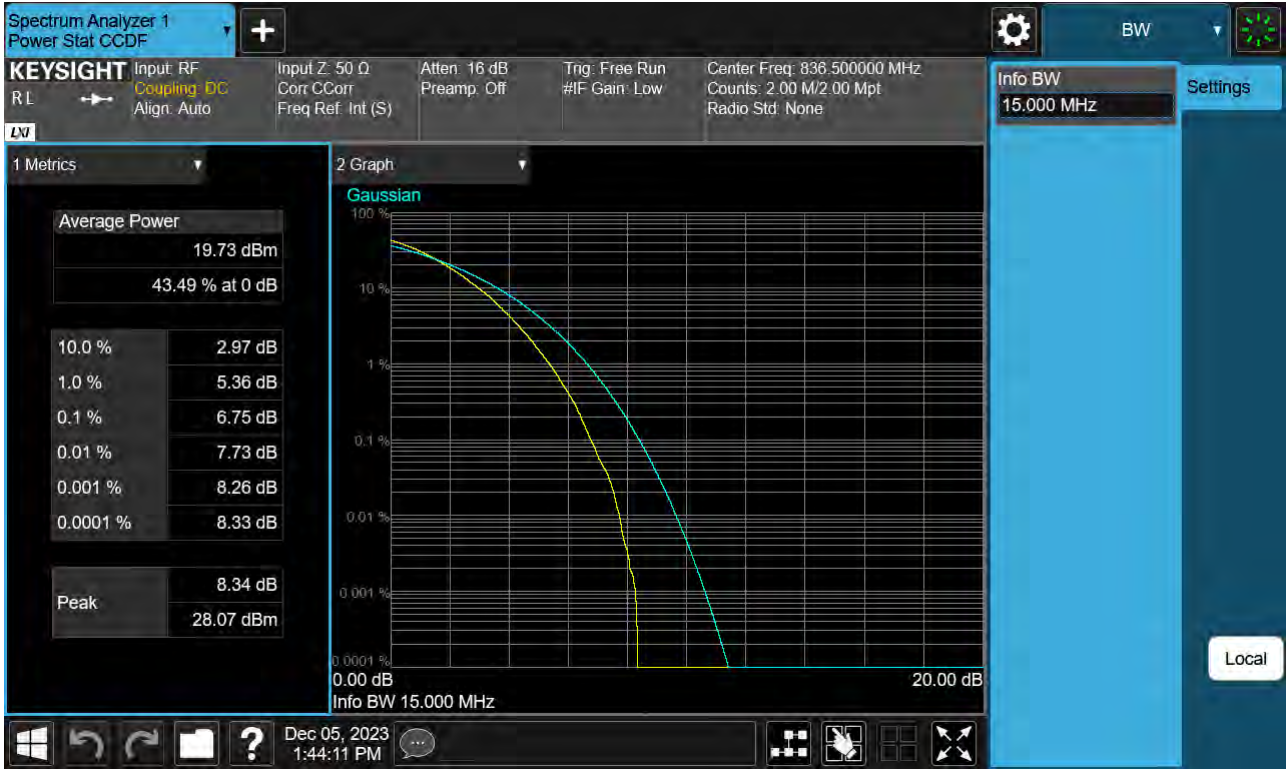 Spectrum Analyzer 1
Power Stat CCDF
+
BW
KEYSIGHT
R L
LXI
Input: RF
Coupling: DC
Align: Auto
Input Z: 50 Ω
Corr CCorr
Freq Ref: Int (S)
Atten: 16 dB
Preamp: Off
Trig: Free Run
#IF Gain: Low
Center Freq: 836.500000 MHz
Counts: 2.00 M/2.00 Mpt
Radio Std: None
Info BW
15.000 MHz
Settings
1 Metrics
Average Power
19.73 dBm
43.49 % at 0 dB
10.0 % 2.97 dB
1.0 % 5.36 dB
0.1 % 6.75 dB
0.01 % 7.73 dB
0.001 % 8.26 dB
0.0001 % 8.33 dB
Peak
8.34 dB
28.07 dBm
2 Graph
Gaussian
100 %
10 %
1 %
0.1 %
0.01 %
0.001 %
0.0001 %
0.00 dB 20.00 dB
Info BW 15.000 MHz
Local
?
Dec 05, 2023
1:44:11 PM